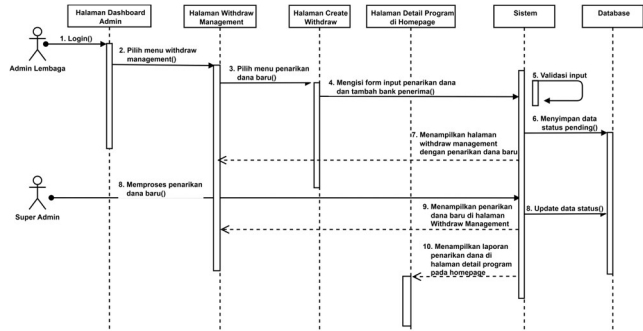 Halaman Dashboard
Admin
Halaman Withdraw
Management
Halaman Create
Withdraw
Halaman Detail Program
di Homepage
Sistem
Database
1. Login()
Admin Lembaga
2. Pilih menu withdraw
management()
3. Pilih menu penarikan
dana baru()
4. Mengisi form input penarikan dana
dan tambah bank penerima()
5. Validasi input
6. Menyimpan data
status pending()
7. Menampilkan halaman
withdraw management
dengan penarikan dana baru
8. Memproses penarikan
dana baru()
Super Admin
9. Menampilkan penarikan
dana baru di halaman
Withdraw Management
8. Update data status()
10. Menampilkan laporan
penarikan dana di
halaman detail program
pada homepage